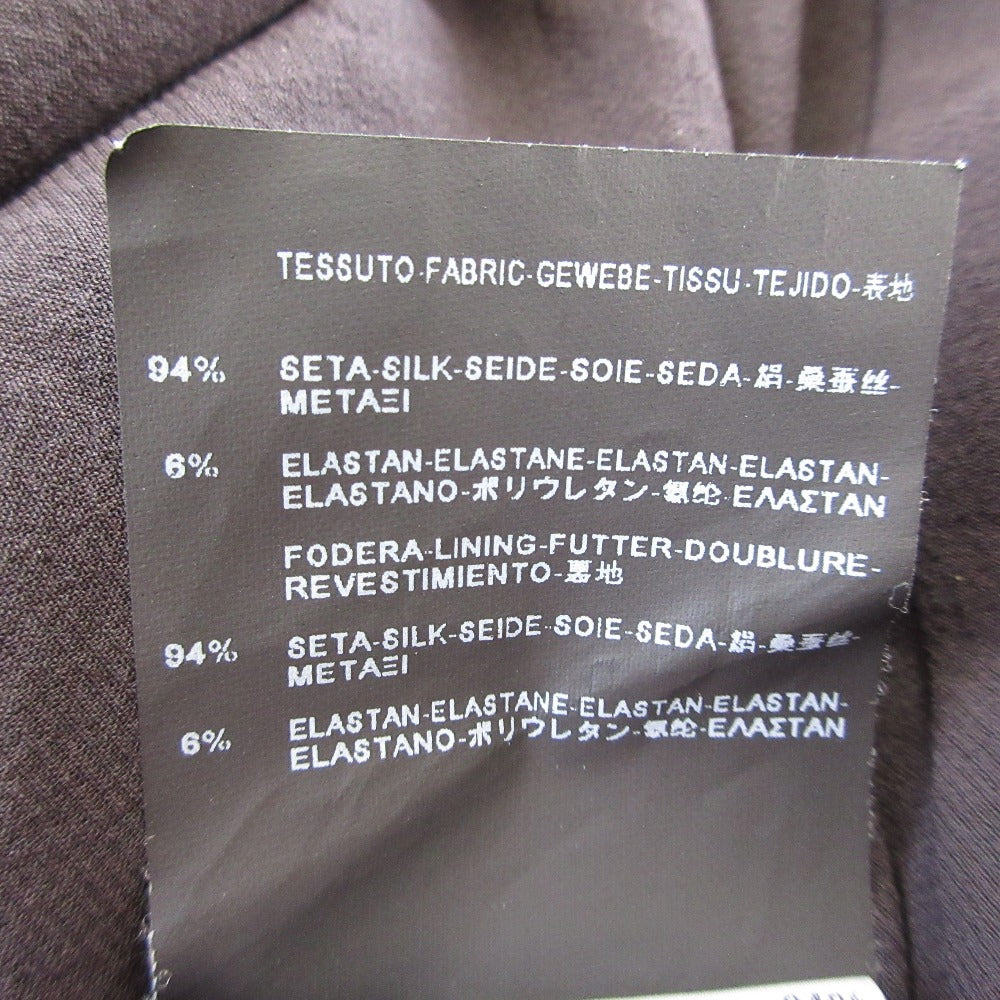 TESSUTO-FABRIC-GEWEBE-TISSU-TEJIDO-表地
94% SETA-SILK-SEIDE-SOIE-SEDA-絹-桑蚕丝-
ΜΕΤΑΞΙ
6% ELASTAN-ELASTANE-ELASTAN-ELASTAN-
ELASTANO-ポリウレタン-氨纶-ΕΛΑΣΤΑΝ
FODERA-LINING-FUTTER-DOUBLURE-
REVESTIMIENTO-裏地
94% SETA-SILK-SEIDE-SOIE-SEDA-絹-桑蚕丝-
ΜΕΤΑΞΙ
6% ELASTAN-ELASTANE-ELASTAN-ELASTAN-
ELASTANO-ポリウレタン-氨纶-ΕΛΑΣΤΑΝ